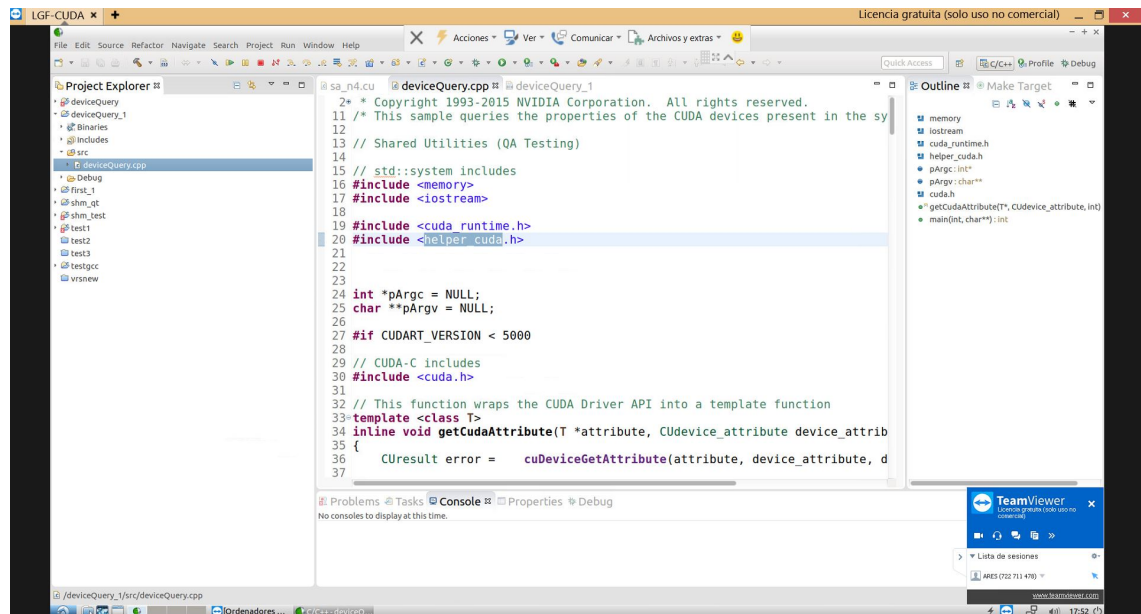 LGF-CUDA × +
Licencia gratuita (solo uso no comercial)
Acciones Ver Comunicar Archivos y extras
File Edit Source Refactor Navigate Search Project Run Window Help
Quick Access C/C++ Profile Debug
Project Explorer
deviceQuery
deviceQuery_1
Binaries
Includes
src
deviceQuery.cpp
Debug
first_1
shm_qt
shm_test
test1
test2
test3
testgcc
vrsnew
sa_n4.cu deviceQuery.cpp deviceQuery_1
2 * Copyright 1993-2015 NVIDIA Corporation. All rights reserved.
11 /* This sample queries the properties of the CUDA devices present in the sy
12
13 // Shared Utilities (QA Testing)
14
15 // std::system includes
16 #include <memory>
17 #include <iostream>
18
19 #include <cuda_runtime.h>
20 #include <helper_cuda.h>
21
22
23
24 int *pArgc = NULL;
25 char **pArgv = NULL;
26
27 #if CUDART_VERSION < 5000
28
29 // CUDA-C includes
30 #include <cuda.h>
31
32 // This function wraps the CUDA Driver API into a template function
33 template <class T>
34 inline void getCudaAttribute(T *attribute, CUdevice_attribute device_attrib
35 {
36 CUresult error = cuDeviceGetAttribute(attribute, device_attribute, d
37
Outline Make Target
memory
iostream
cuda_runtime.h
helper_cuda.h
pArgc : int*
pArgv : char**
cuda.h
getCudaAttribute(T*, CUdevice_attribute, int)
main(int, char**) : int
Problems Tasks Console Properties Debug
No consoles to display at this time.
TeamViewer
Licencia gratuita (solo uso no comercial)
Lista de sesiones
ARES (722 711 478)
www.teamviewer.com
/deviceQuery_1/src/deviceQuery.cpp
[Ordenadores ...
C/C++ - deviceQ...
17:52